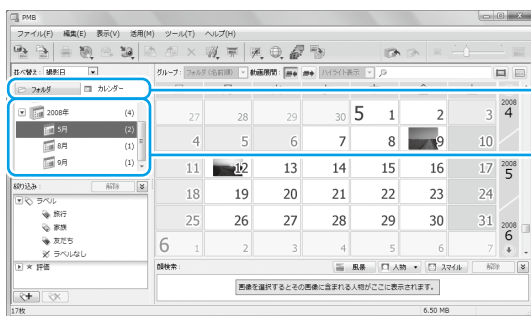 PMB
ファイル(F) 編集(E) 表示(V) 活用(M) ツール(T) ヘルプ(H)
並べ替え: 撮影日
グループ: フォルダ(名前順) 動画展開: ハイライト表示
フォルダ カレンダー
2008年 (4)
5月 (2)
8月 (1)
9月 (1)
絞り込み: 解除
ラベル
旅行
家族
友だち
ラベルなし
評価
27 28 29 30 5 1 2 3 2008 4
4 5 6 7 8 9 10
11 12 13 14 15 16 17 2008 5
18 19 20 21 22 23 24
25 26 27 28 29 30 31 2008 6
6 1 2 3 4 5 6 7
顔検索: 風景 人物 スマイル 解除
画像を選択するとその画像に含まれる人物がここに表示されます。
17枚 6.50 MB